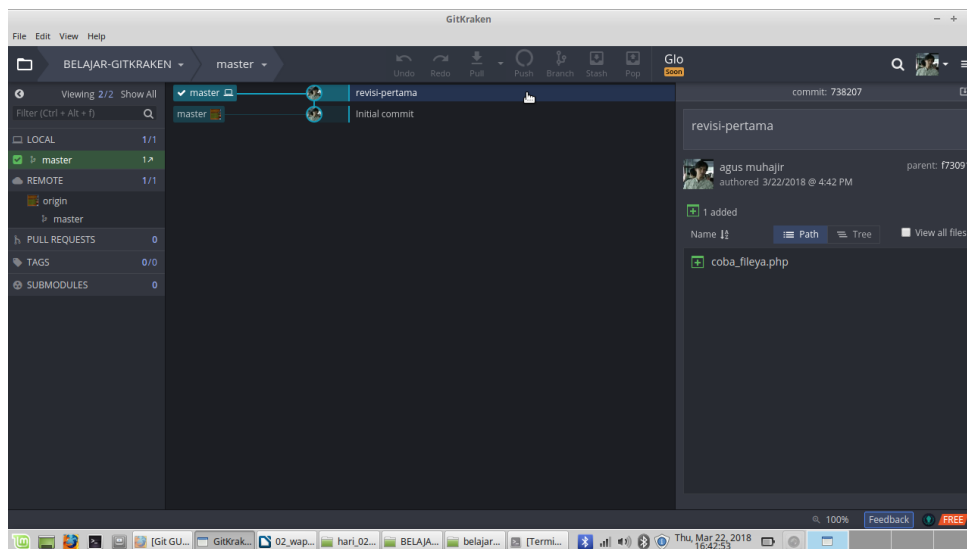 GitKraken
File Edit View Help
BELAJAR-GITKRAKEN master
Undo Redo Pull Push Branch Stash Pop
Glo
Soon
Viewing 2/2 Show All
Filter (Ctrl + Alt + f)
LOCAL 1/1
master 1
REMOTE 1/1
origin
master
PULL REQUESTS 0
TAGS 0/0
SUBMODULES 0
master revisi-pertama
master Initial commit
commit: 738207
revisi-pertama
agus muhajir parent: f7309
authored 3/22/2018 @ 4:42 PM
1 added
Name Path Tree View all files
coba_fileya.php
100% Feedback FREE
[Git GU... GitKrak... 02_wap... hari_02... BELAJA... belajar... [Termi... Thu, Mar 22, 2018
16:42:53